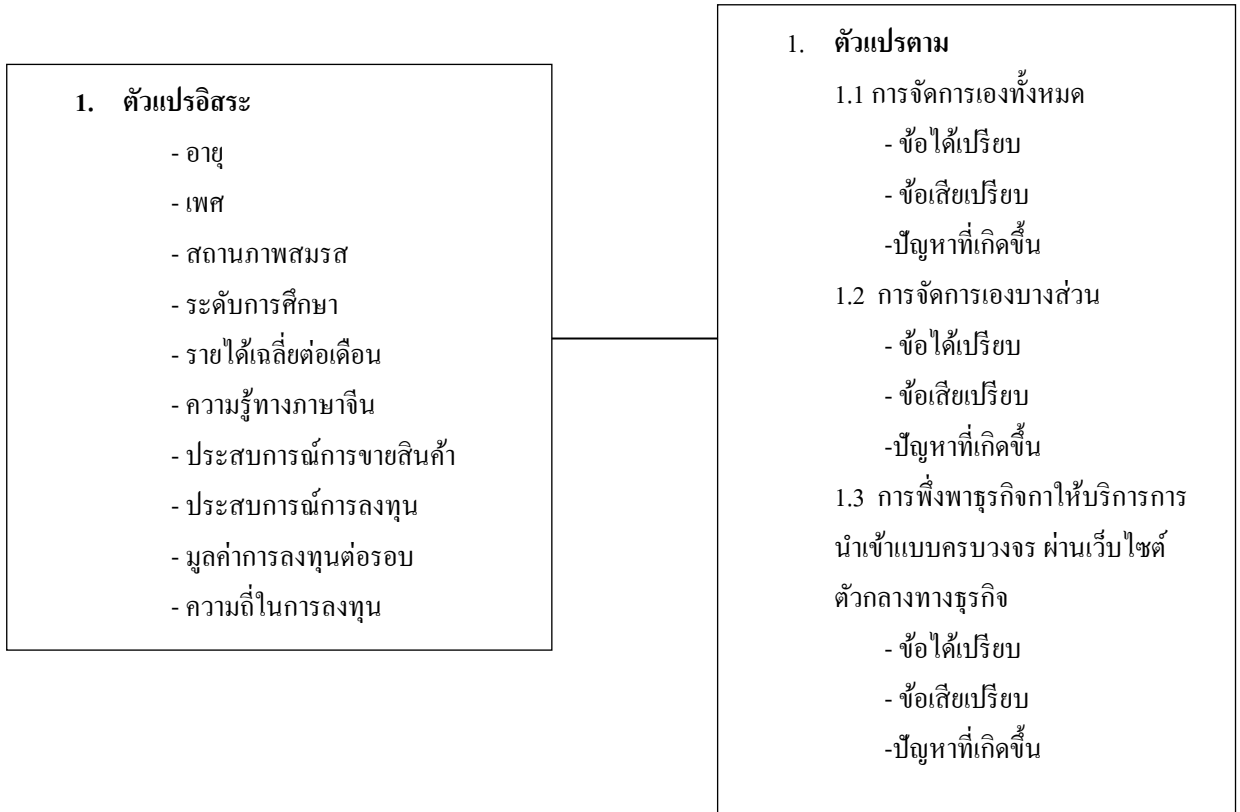 1. ตัวแปรอิสระ
- อายุ
- เพศ
- สถานภาพสมรส
- ระดับการศึกษา
- รายได้เฉลี่ยต่อเดือน
- ความรู้ทางภาษาจีน
- ประสบการณ์การขายสินค้า
- ประสบการณ์การลงทุน
- มูลค่าการลงทุนต่อรอบ
- ความถี่ในการลงทุน
1. ตัวแปรตาม
1.1 การจัดการเองทั้งหมด
- ข้อได้เปรียบ
- ข้อเสียเปรียบ
-ปัญหาที่เกิดขึ้น
1.2 การจัดการเองบางส่วน
- ข้อได้เปรียบ
- ข้อเสียเปรียบ
-ปัญหาที่เกิดขึ้น
1.3 การพึ่งพาธุรกิจกาให้บริการการ
นำเข้าแบบครบวงจร ผ่านเว็บไซต์
ตัวกลางทางธุรกิจ
- ข้อได้เปรียบ
- ข้อเสียเปรียบ
-ปัญหาที่เกิดขึ้น